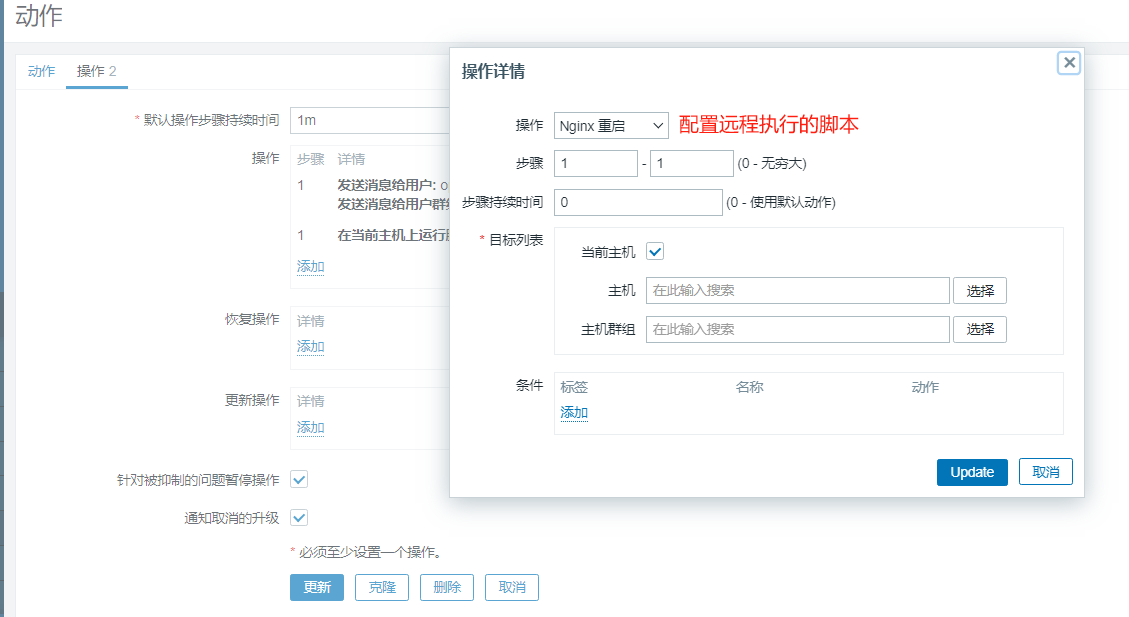 动作
动作 操作 2
* 默认操作步骤持续时间 1m
操作 步骤 详情
1 发送消息给用户:
发送消息给用户群
1 在当前主机上运行
添加
恢复操作 详情
添加
更新操作 详情
添加
针对被抑制的问题暂停操作
通知取消的升级
* 必须至少设置一个操作。
更新 克隆 删除 取消
操作详情
操作 Nginx 重启 配置远程执行的脚本
步骤 1 - 1 (0 - 无穷大)
步骤持续时间 0 (0 - 使用默认动作)
* 目标列表
当前主机
主机 在此输入搜索 选择
主机群组 在此输入搜索 选择
条件 标签 名称 动作
添加
Update 取消